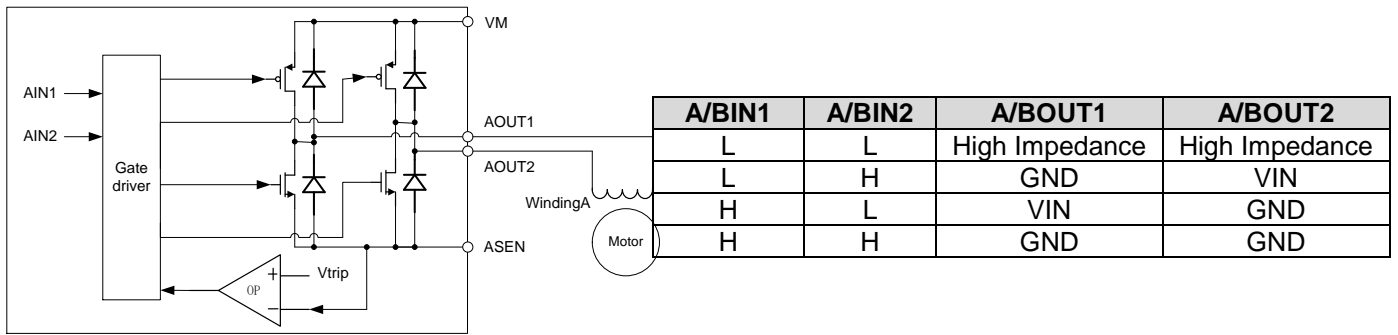 VM
AIN1
AIN2
Gate
driver
AOUT1
AOUT2
WindingA
Motor
ASEN
+ Vtrip
OP
−
A/BIN1 A/BIN2 A/BOUT1 A/BOUT2
L L High Impedance High Impedance
L H GND VIN
H L VIN GND
H H GND GND